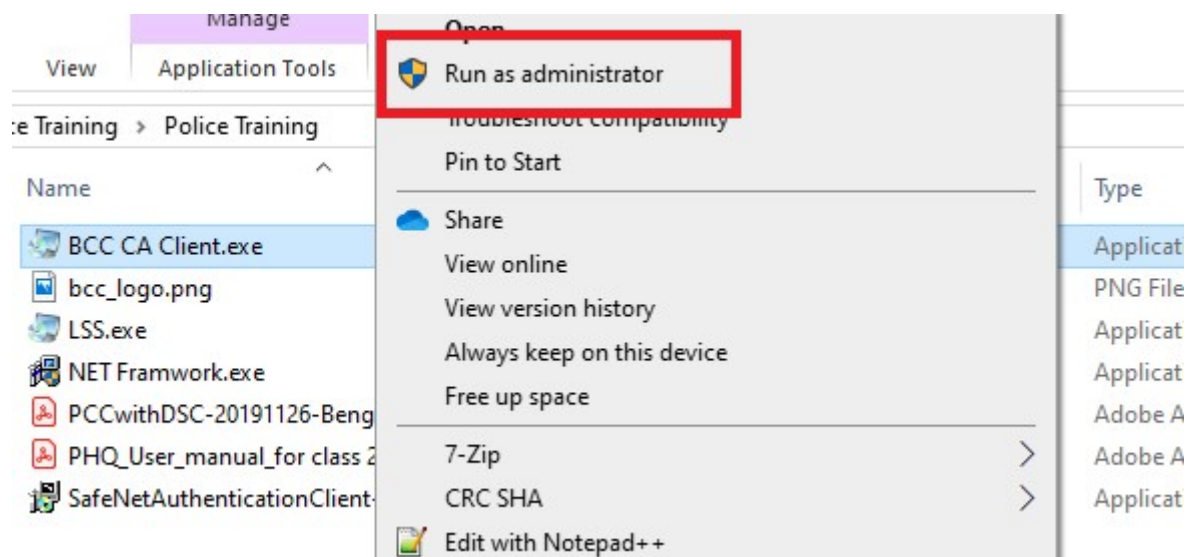 Manage
View
Application Tools
ce Training > Police Training
Name
BCC CA Client.exe
bcc_logo.png
LSS.exe
NET Framwork.exe
PCCwithDSC-20191126-Beng
PHQ_User_manual_for class 2
SafeNetAuthenticationClient-
Open
Run as administrator
Troubleshoot compatibility
Pin to Start
Share
View online
View version history
Always keep on this device
Free up space
7-Zip
CRC SHA
Edit with Notepad++
Type
Applicat
PNG File
Applicat
Applicat
Adobe A
Adobe A
Applicat